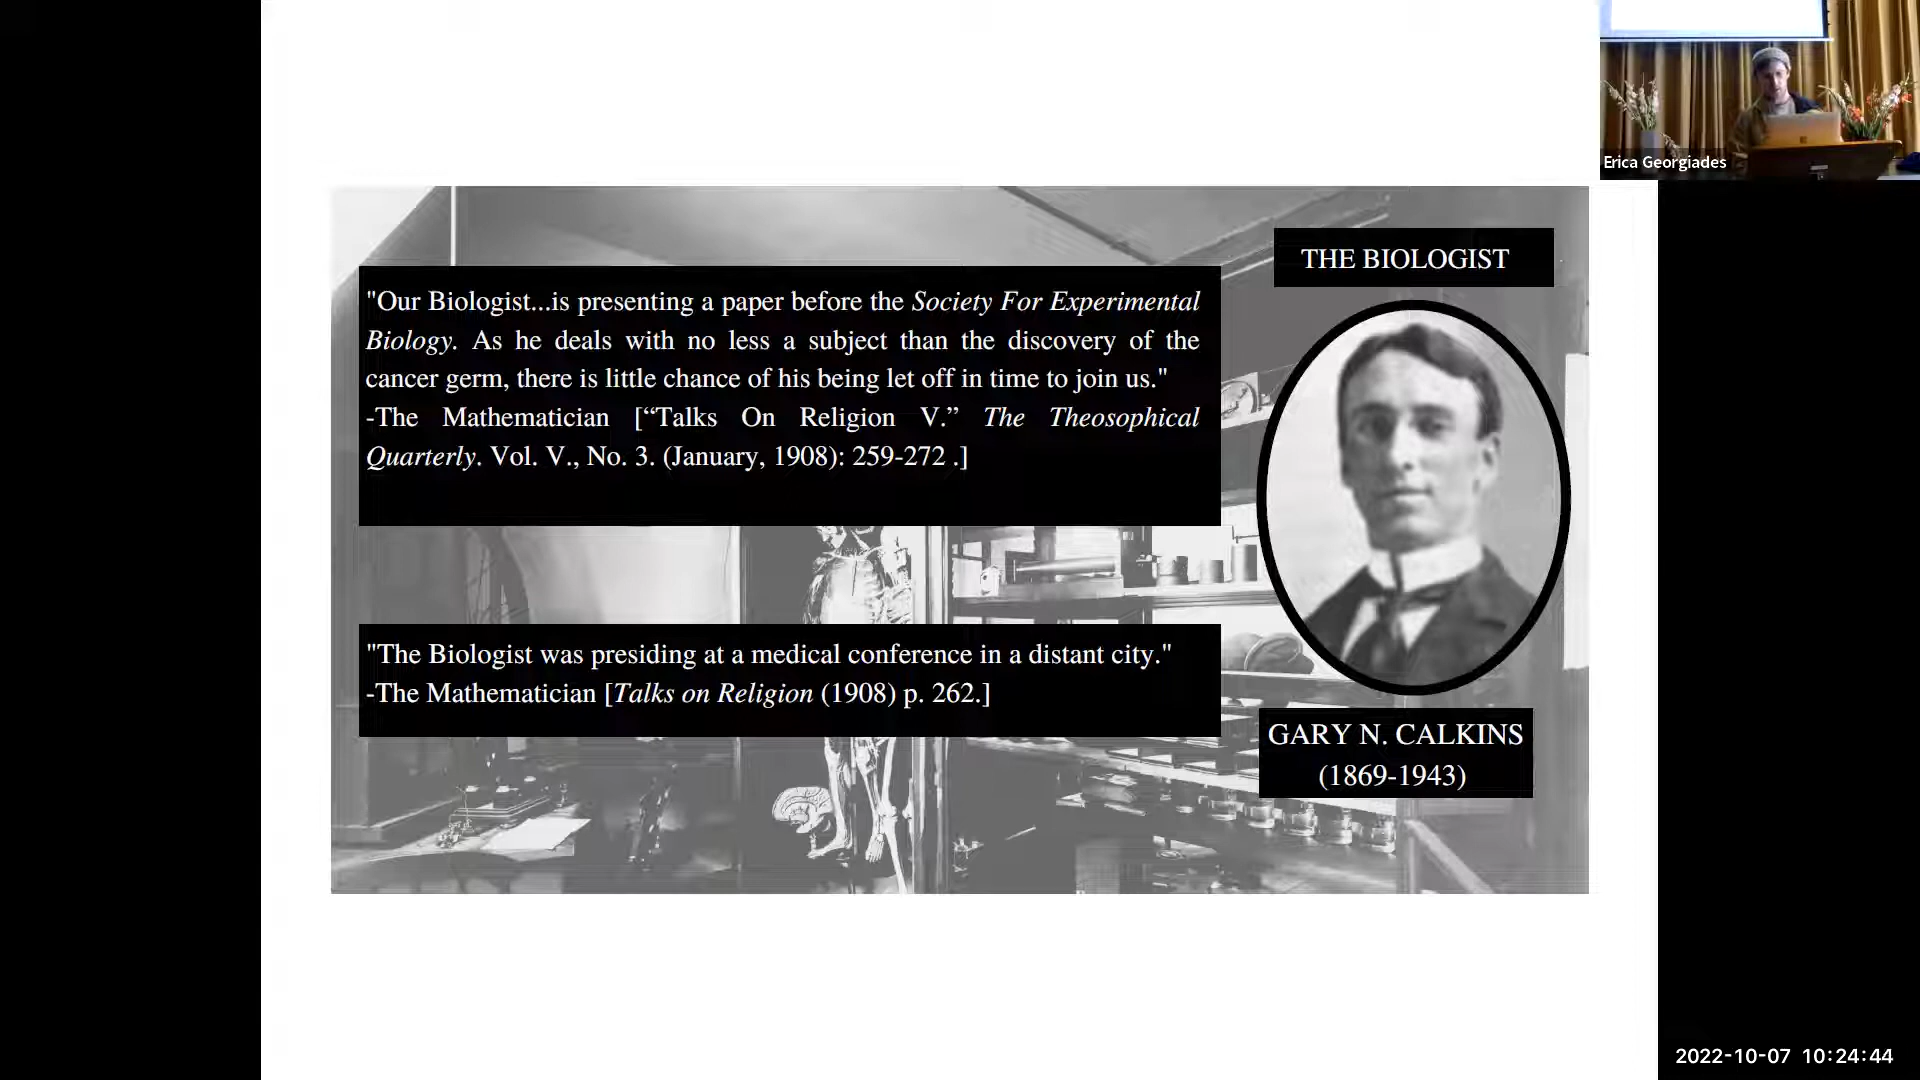 Erica Georgiades
THE BIOLOGIST
"Our Biologist...is presenting a paper before the Society For Experimental
Biology. As he deals with no less a subject than the discovery of the
cancer germ, there is little chance of his being let off in time to join us."
-The Mathematician [“Talks On Religion V.” The Theosophical
Quarterly. Vol. V., No. 3. (January, 1908): 259-272 .]
"The Biologist was presiding at a medical conference in a distant city."
-The Mathematician [Talks on Religion (1908) p. 262.]
GARY N. CALKINS
(1869-1943)
2022-10-07 10:24:44